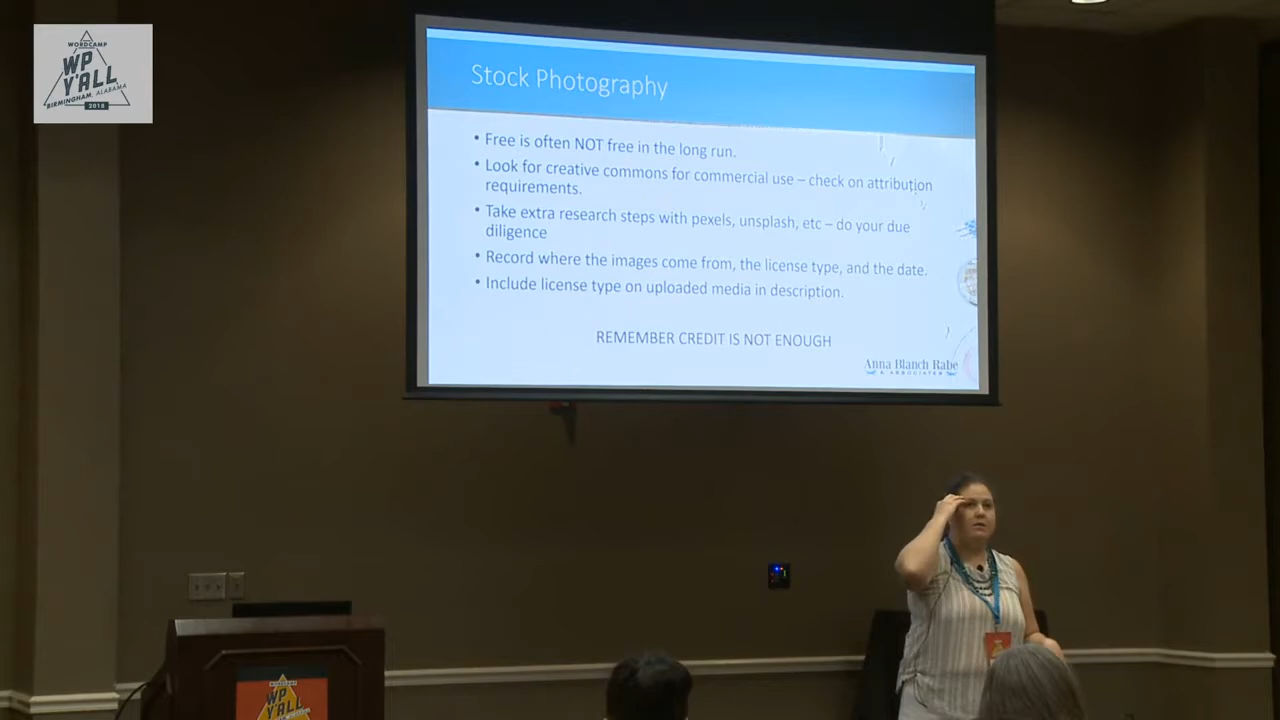 WORDCAMP
WP
Y'ALL
BIRMINGHAM, ALABAMA
2018
Stock Photography
• Free is often NOT free in the long run.
• Look for creative commons for commercial use – check on attribution
requirements.
• Take extra research steps with pexels, unsplash, etc – do your due
diligence
• Record where the images come from, the license type, and the date.
• Include license type on uploaded media in description.
REMEMBER CREDIT IS NOT ENOUGH
Anna Blanch Rabe
& ASSOCIATES
WORDCAMP
WP
Y'ALL